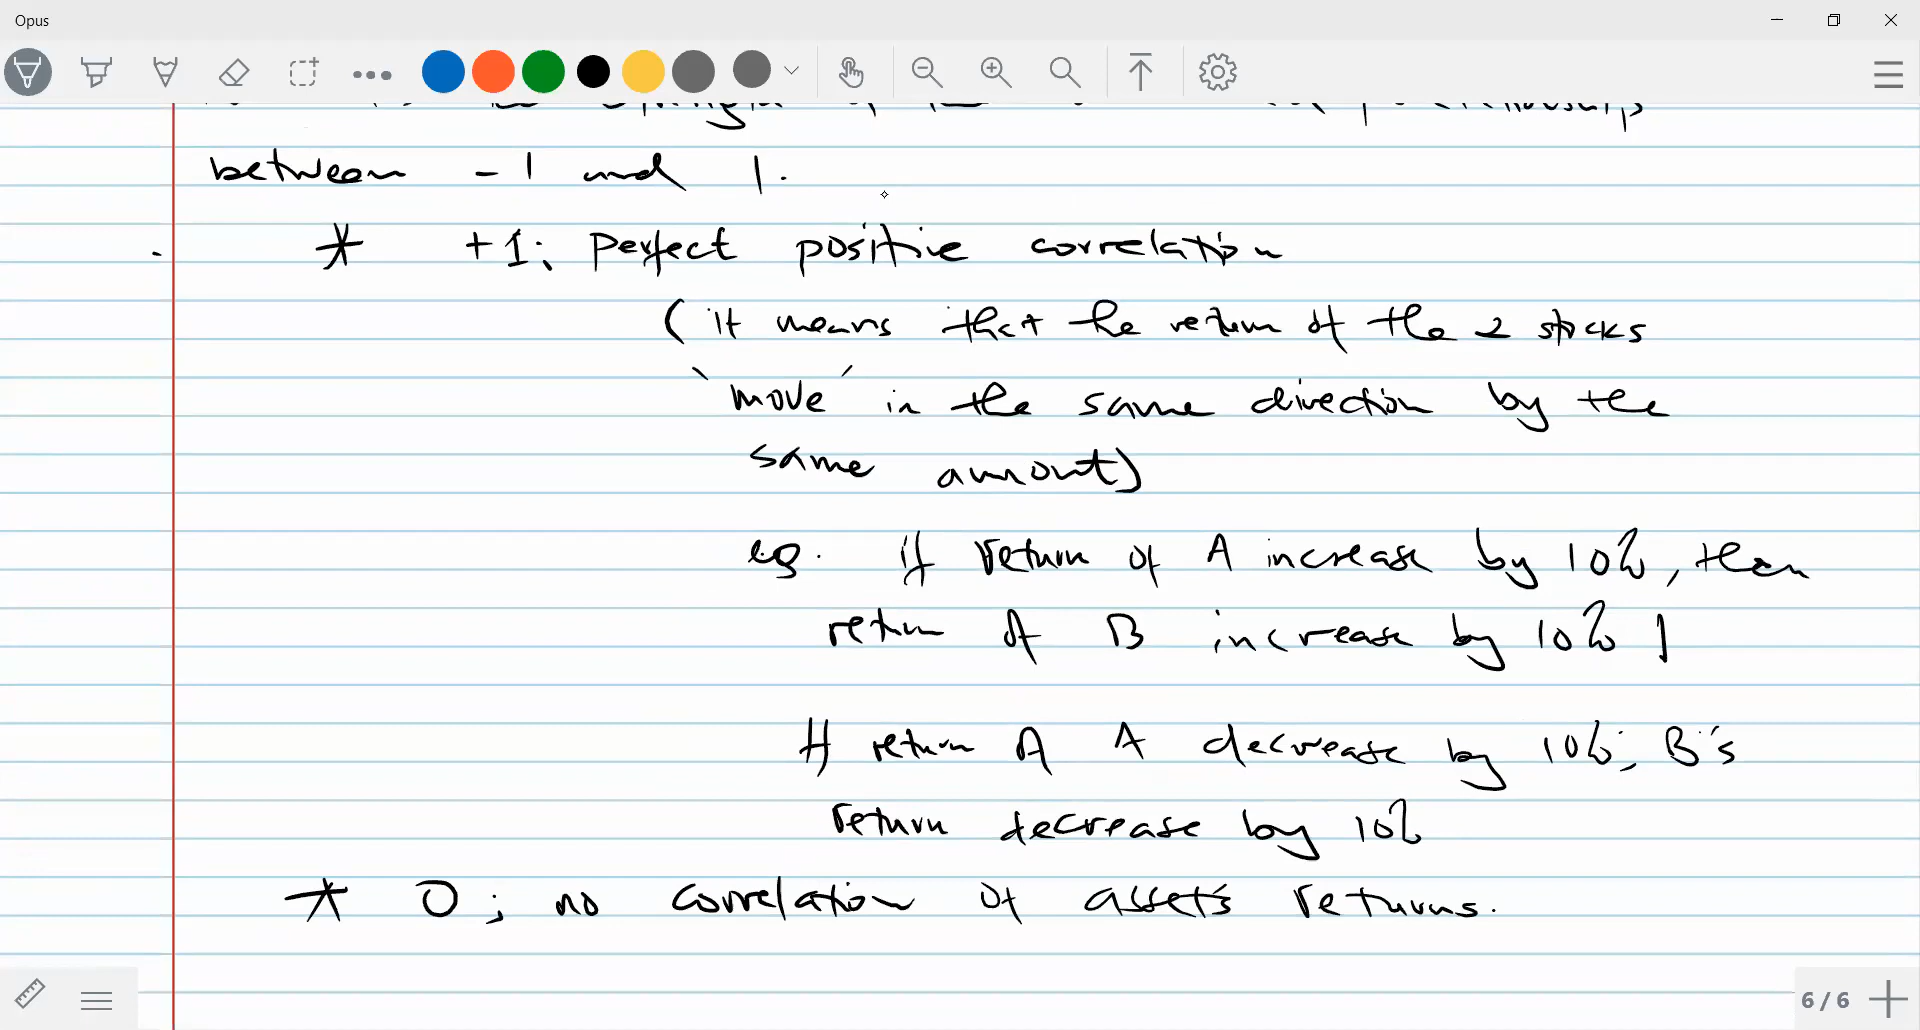 Opus
between -1 and 1.
* +1: Perfect positive correlation
(it means that the return of the 2 stocks
`move´ in the same direction by the
same amount)
eg. if return of A increase by 10%, then
return of B increase by 10%]
If return of A decrease by 10%; B's
return decrease by 10%
* 0; no correlation of asset's returns.
6 / 6